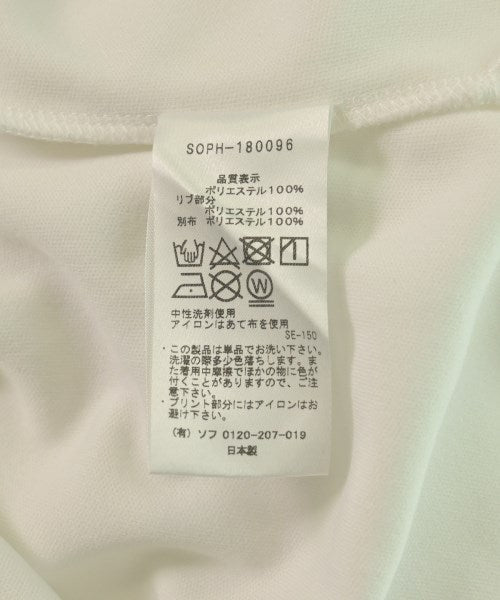 SOPH-180096
品質表示
ポリエステル100%
リブ部分
ポリエステル100%
別布 ポリエステル100%
W
中性洗剤使用
アイロンはあて布を使用
SE-150
・この製品は単品でお洗い下さい。
洗濯の際多少色落ちします。ま
た着用中摩擦でほかの物に色が
付くことがありますので、ご注
意下さい。
・プリント部分にはアイロンはお
避け下さい。
(有) ソフ 0120-207-019
日本製